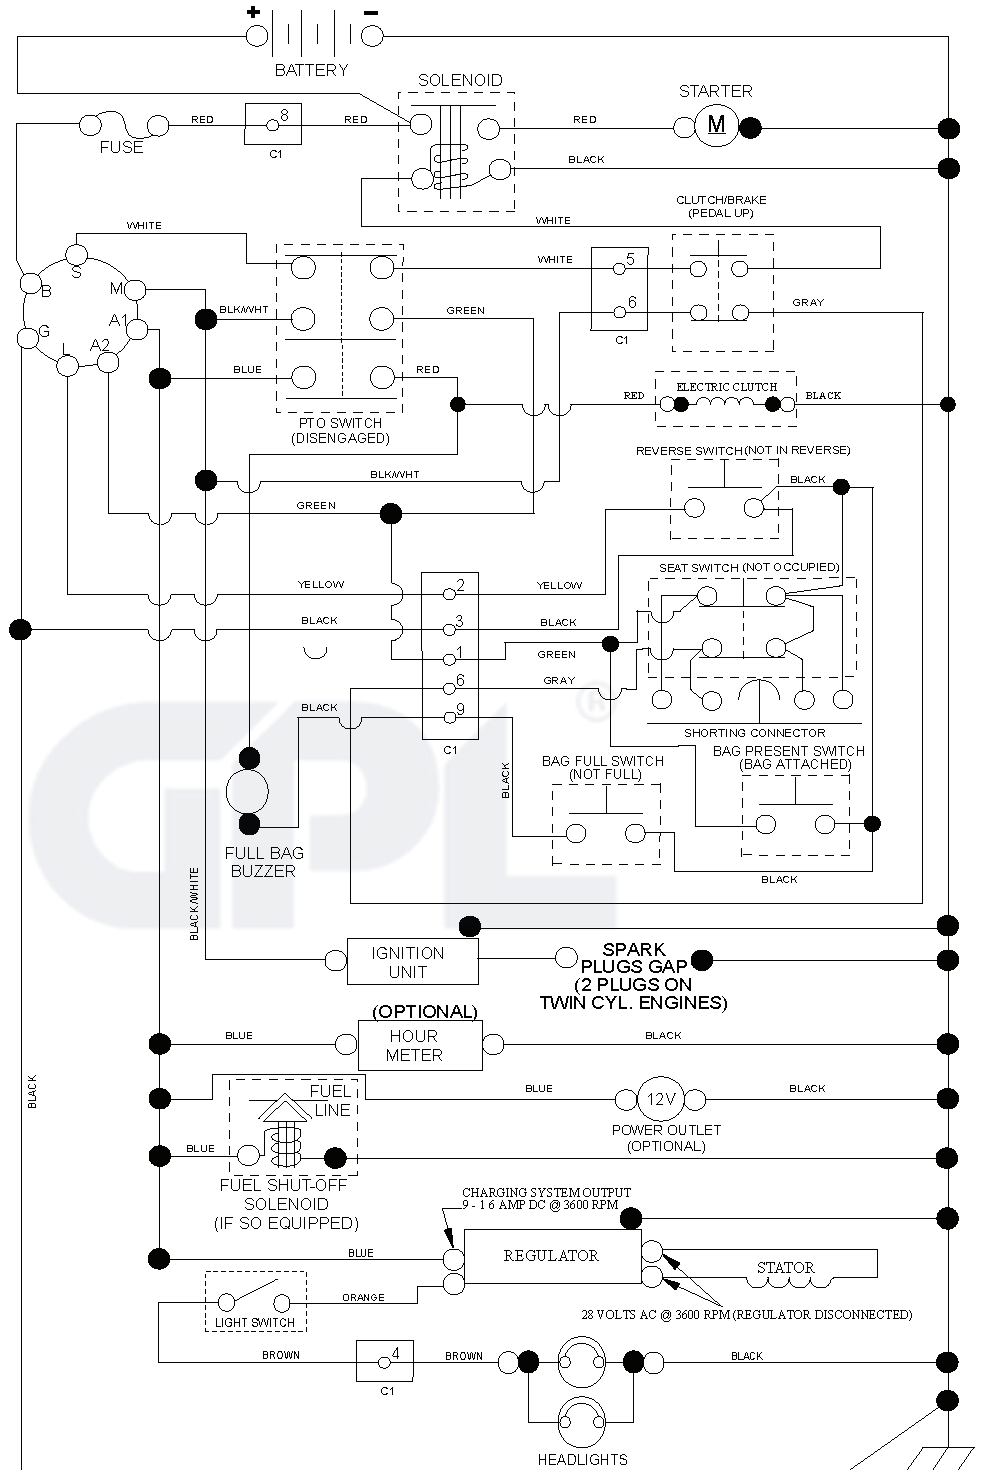 + −
BATTERY
SOLENOID
STARTER
M
FUSE
RED
8
RED
C1
RED
BLACK
CLUTCH/BRAKE
(PEDAL UP)
WHITE
WHITE
S
B
M
G
A1
L
A2
WHITE
5
6
C1
BLK/WHT
GREEN
GRAY
BLUE
RED
PTO SWITCH
(DISENGAGED)
RED
ELECTRIC CLUTCH
BLACK
REVERSE SWITCH (NOT IN REVERSE)
BLK/WHT
BLACK
GREEN
SEAT SWITCH (NOT OCCUPIED)
YELLOW
2
YELLOW
BLACK
3
BLACK
1
GREEN
6
GRAY
BLACK
9
C1
®
GPL
SHORTING CONNECTOR
BAG PRESENT SWITCH
(BAG ATTACHED)
BAG FULL SWITCH
(NOT FULL)
BLACK
FULL BAG
BUZZER
BLACK
BLACK/WHITE
IGNITION
UNIT
SPARK
PLUGS GAP
(2 PLUGS ON
TWIN CYL. ENGINES)
(OPTIONAL)
HOUR
METER
BLUE
BLACK
BLACK
FUEL
LINE
BLUE
12V
BLACK
POWER OUTLET
(OPTIONAL)
BLUE
FUEL SHUT-OFF
SOLENOID
(IF SO EQUIPPED)
CHARGING SYSTEM OUTPUT
9 - 16 AMP DC @ 3600 RPM
REGULATOR
BLUE
STATOR
ORANGE
28 VOLTS AC @ 3600 RPM (REGULATOR DISCONNECTED)
LIGHT SWITCH
BROWN
4
BROWN
BLACK
C1
HEADLIGHTS